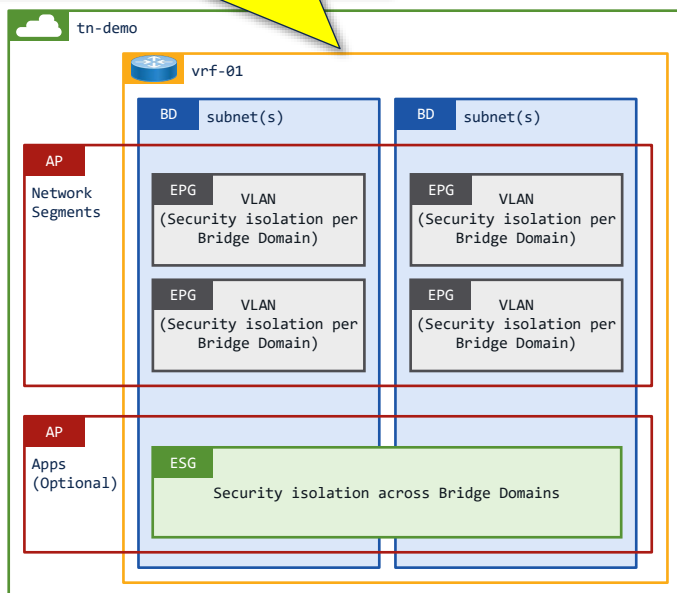 tn-demo
vrf-01
BD subnet(s)
BD subnet(s)
AP
Network
Segments
EPG VLAN
(Security isolation per
Bridge Domain)
EPG VLAN
(Security isolation per
Bridge Domain)
EPG VLAN
(Security isolation per
Bridge Domain)
EPG VLAN
(Security isolation per
Bridge Domain)
AP
Apps
(Optional)
ESG
Security isolation across Bridge Domains